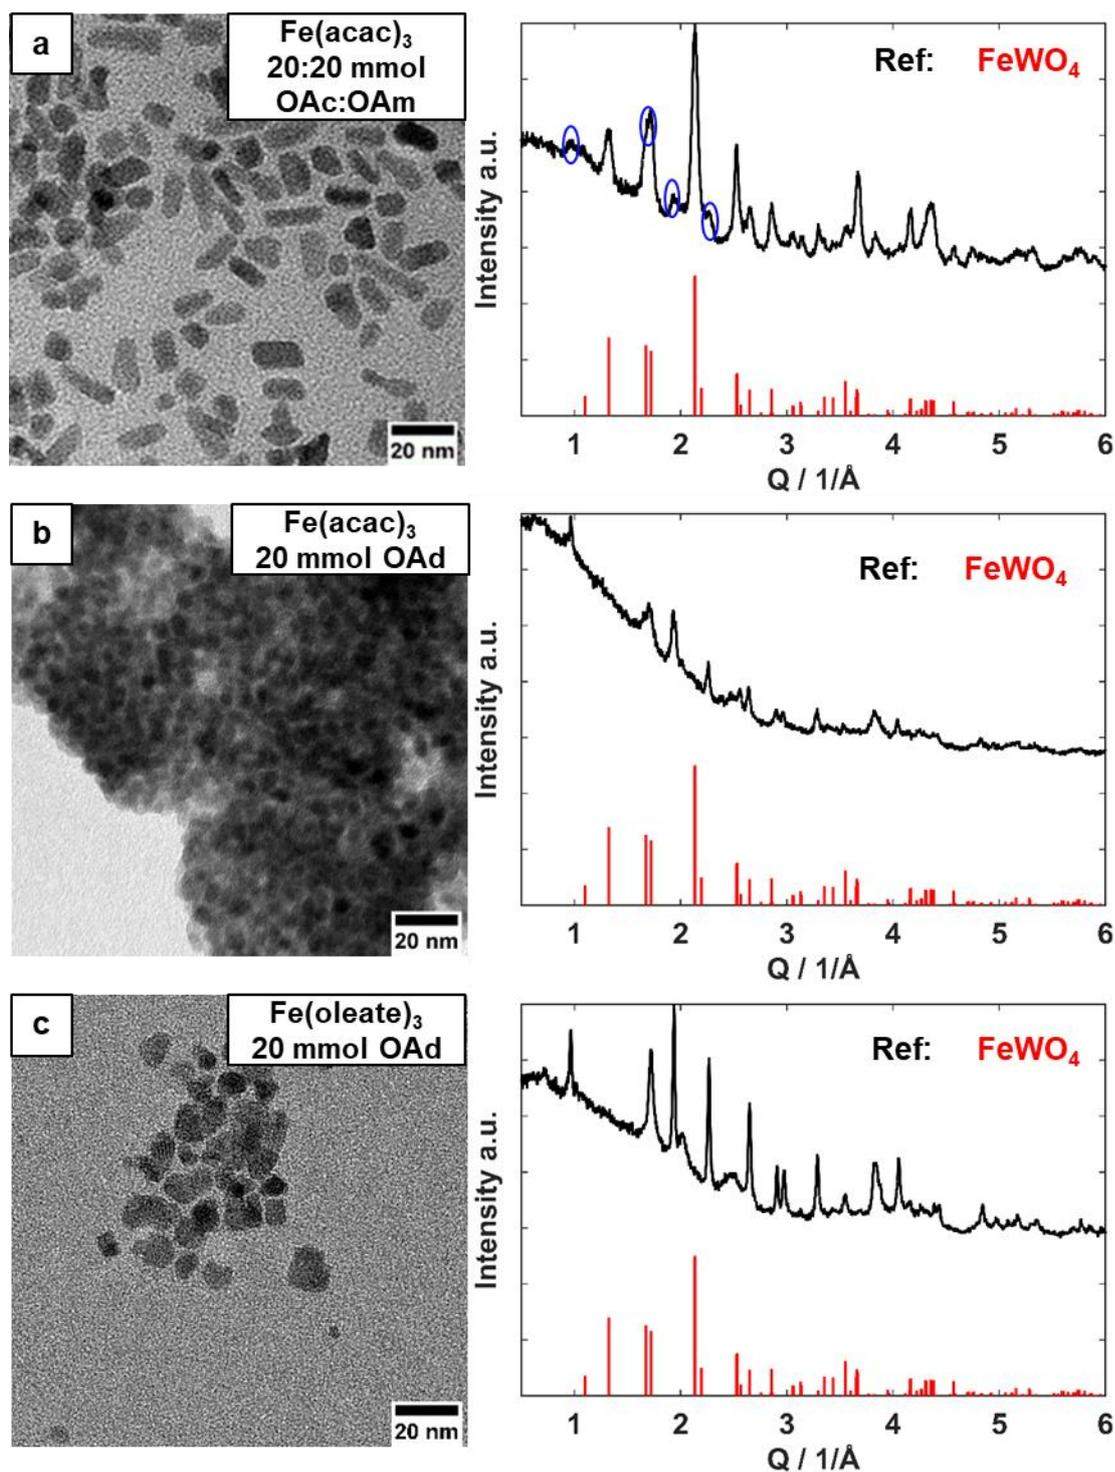 a
Fe(acac)₃
20:20 mmol
OAc:OAm
20 nm
Intensity a.u.
Ref: FeWO₄
1 2 3 4 5 6
Q / 1/Å
b
Fe(acac)₃
20 mmol OAd
20 nm
Intensity a.u.
Ref: FeWO₄
1 2 3 4 5 6
Q / 1/Å
c
Fe(oleate)₃
20 mmol OAd
20 nm
Intensity a.u.
Ref: FeWO₄
1 2 3 4 5 6
Q / 1/Å